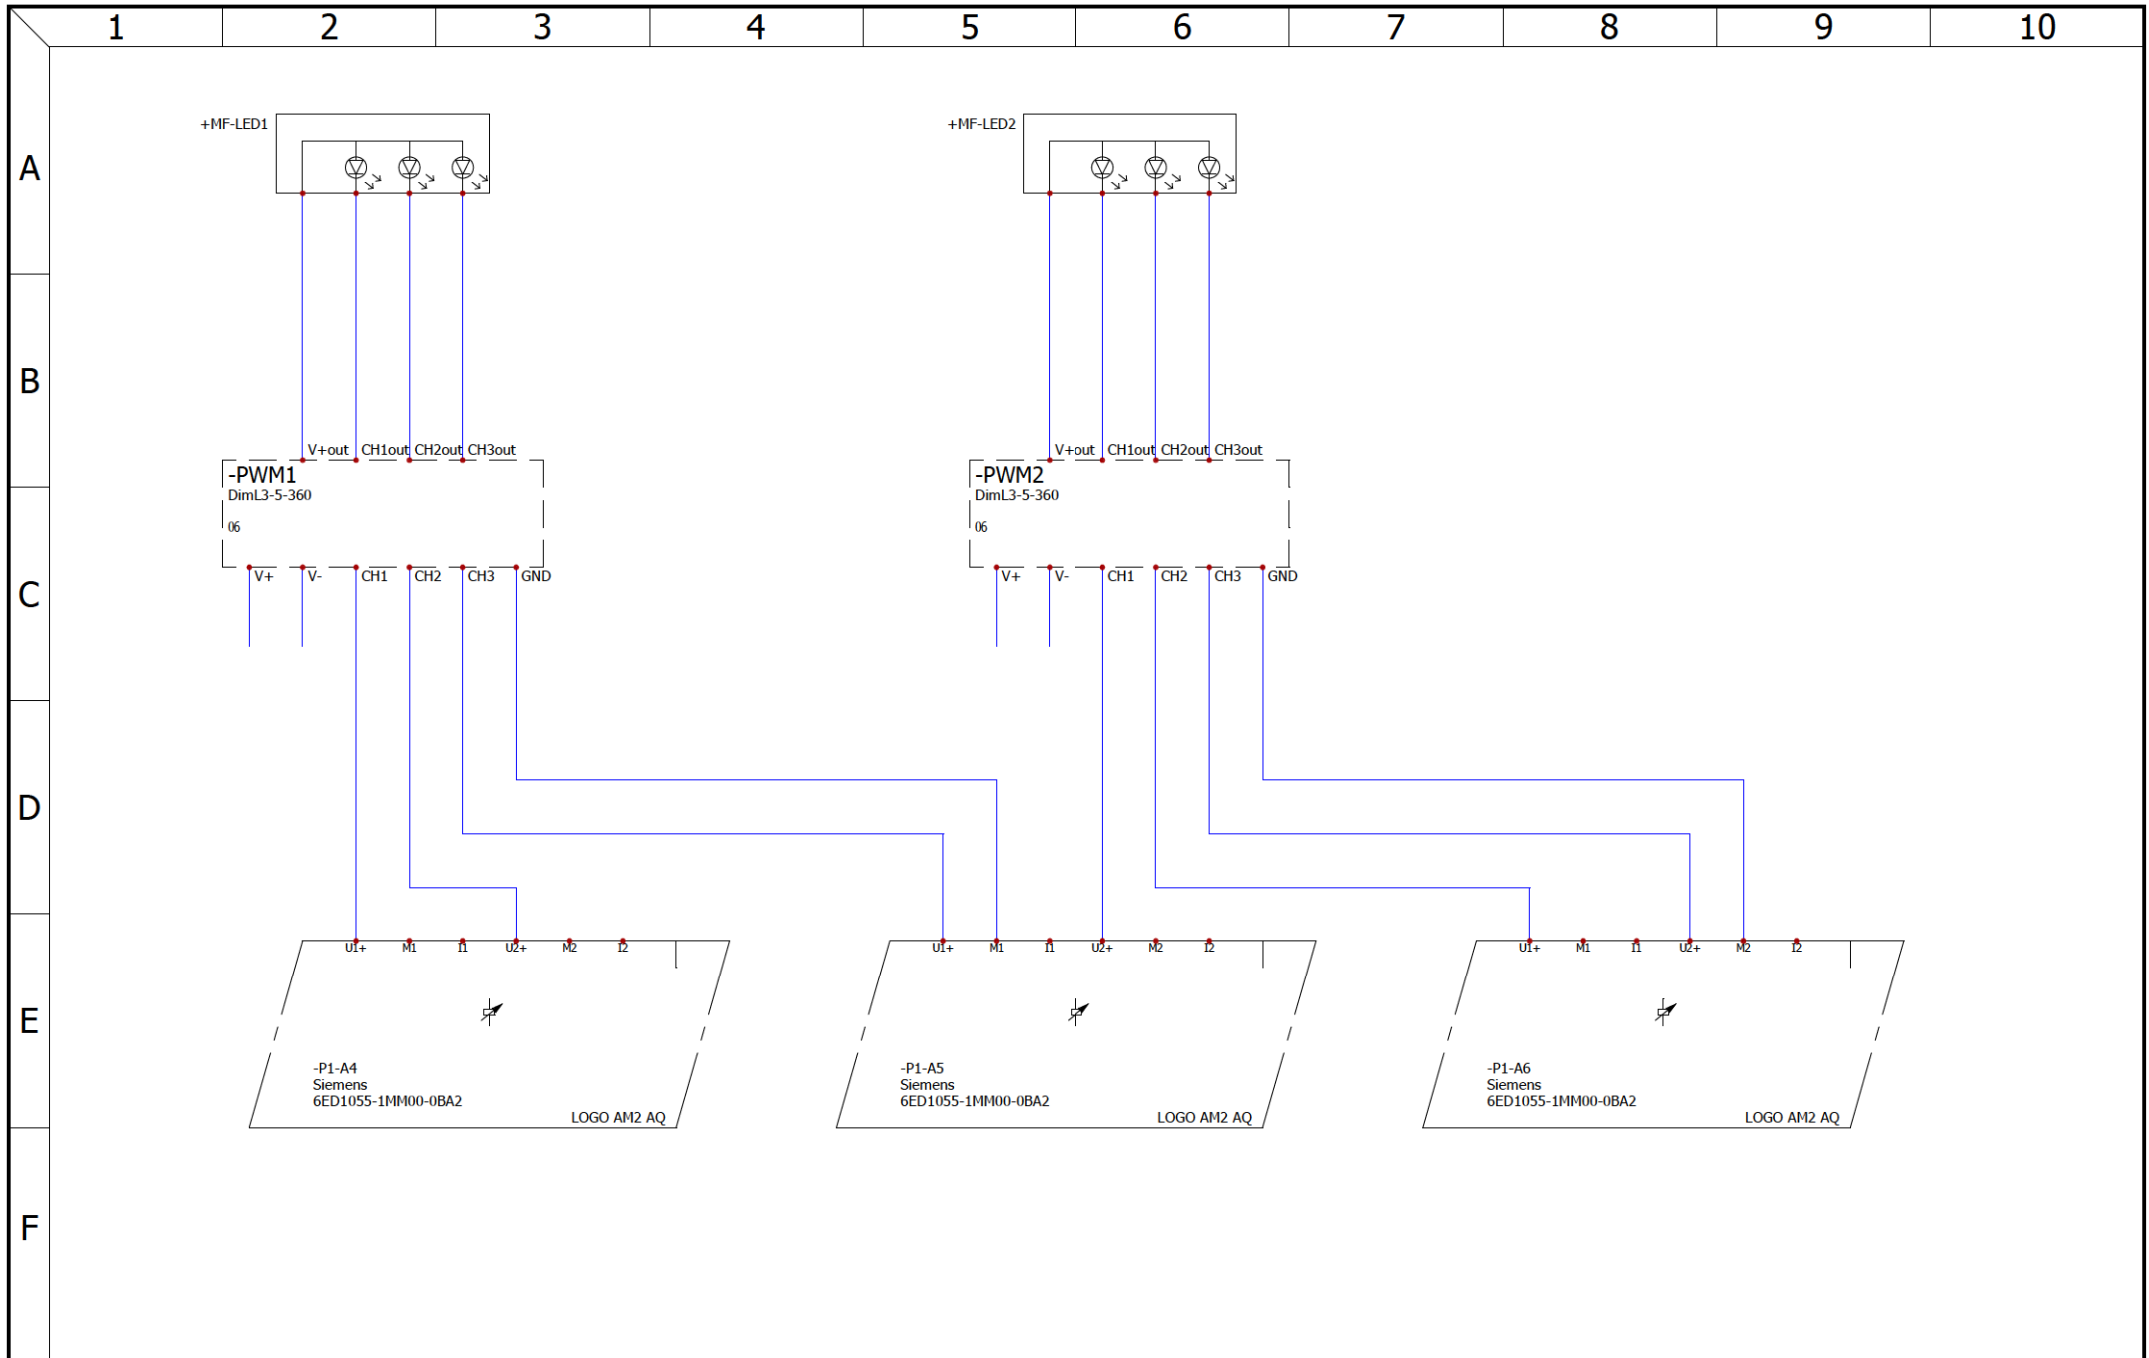 1 2 3 4 5 6 7 8 9 10
A
+MF-LED1
+MF-LED2
B
V+out CH1out CH2out CH3out
-PWM1
DimL3-5-360
06
V+ V- CH1 CH2 CH3 GND
V+out CH1out CH2out CH3out
-PWM2
DimL3-5-360
06
V+ V- CH1 CH2 CH3 GND
C
D
E
U1+ M1 I1 U2+ M2 I2
-P1-A4
Siemens
6ED1055-1MM00-0BA2
LOGO AM2 AQ
U1+ M1 I1 U2+ M2 I2
-P1-A5
Siemens
6ED1055-1MM00-0BA2
LOGO AM2 AQ
U1+ M1 I1 U2+ M2 I2
-P1-A6
Siemens
6ED1055-1MM00-0BA2
LOGO AM2 AQ
F